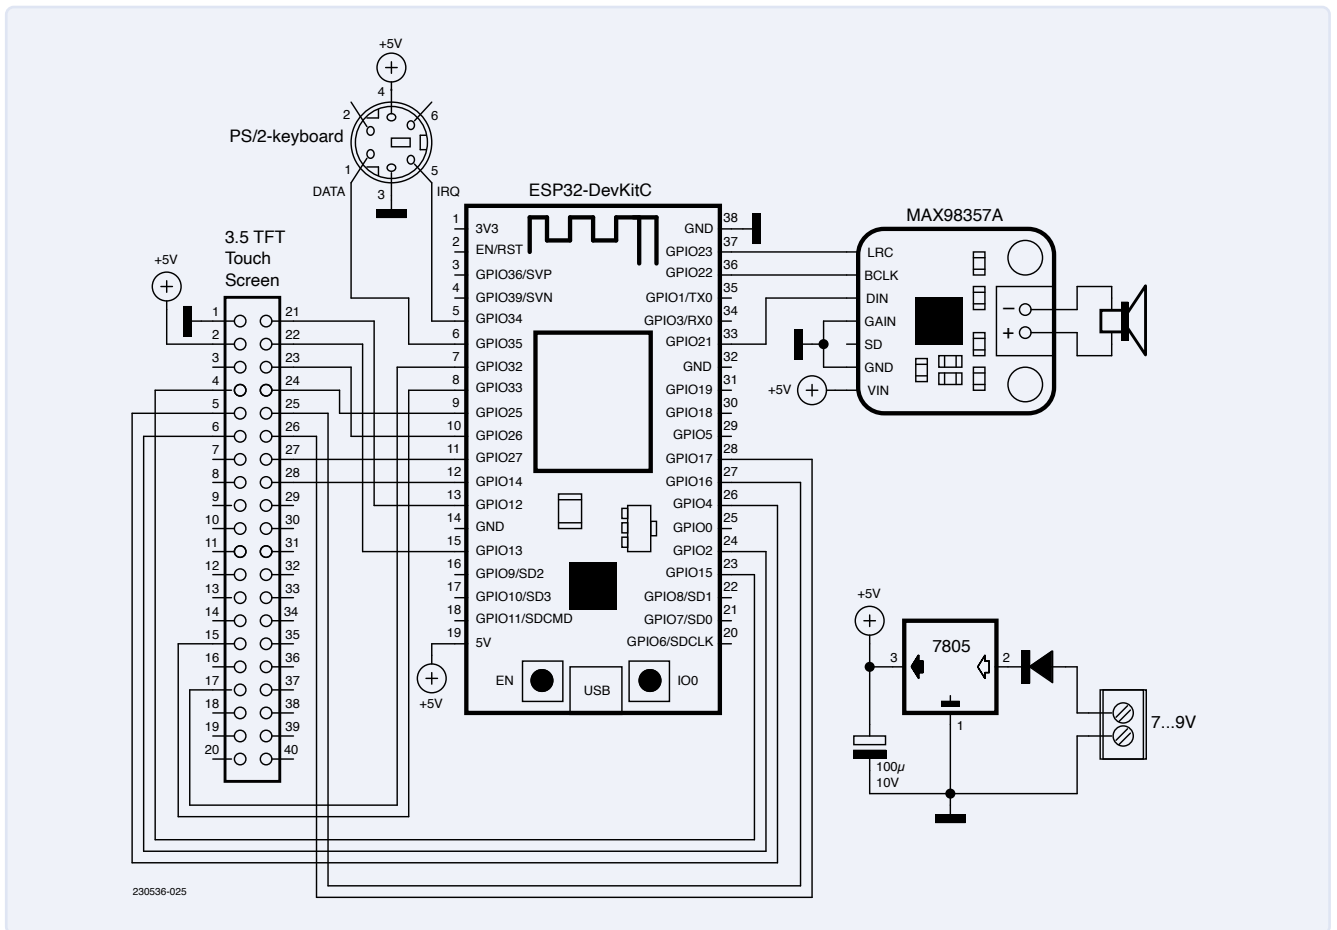 +5V
4
2
6
PS/2-keyboard
1
5
DATA
3
IRQ
ESP32-DevKitC
1 3V3
2 EN/RST
3 GPIO36/SVP
4 GPIO39/SVN
5 GPIO34
6 GPIO35
7 GPIO32
8 GPIO33
9 GPIO25
10 GPIO26
11 GPIO27
12 GPIO14
13 GPIO12
14 GND
15 GPIO13
16 GPIO9/SD2
17 GPIO10/SD3
18 GPIO11/SDCMD
19 5V
+5V
GND 38
GPIO23 37
GPIO22 36
GPIO1/TX0 35
GPIO3/RX0 34
GPIO21 33
GND 32
GPIO19 31
GPIO18 30
GPIO5 29
GPIO17 28
GPIO16 27
GPIO4 26
GPIO0 25
GPIO2 24
GPIO15 23
GPIO8/SD1 22
GPIO7/SD0 21
GPIO6/SDCLK 20
EN
USB
IO0
3.5 TFT
Touch
Screen
+5V
1 21
2 22
3 23
4 24
5 25
6 26
7 27
8 28
9 29
10 30
11 31
12 32
13 33
14 34
15 35
16 36
17 37
18 38
19 39
20 40
MAX98357A
LRC
BCLK
DIN
GAIN
SD
GND
+5V
VIN
−
+
+5V
7805
3
2
1
7...9V
100µ
10V
230536-025